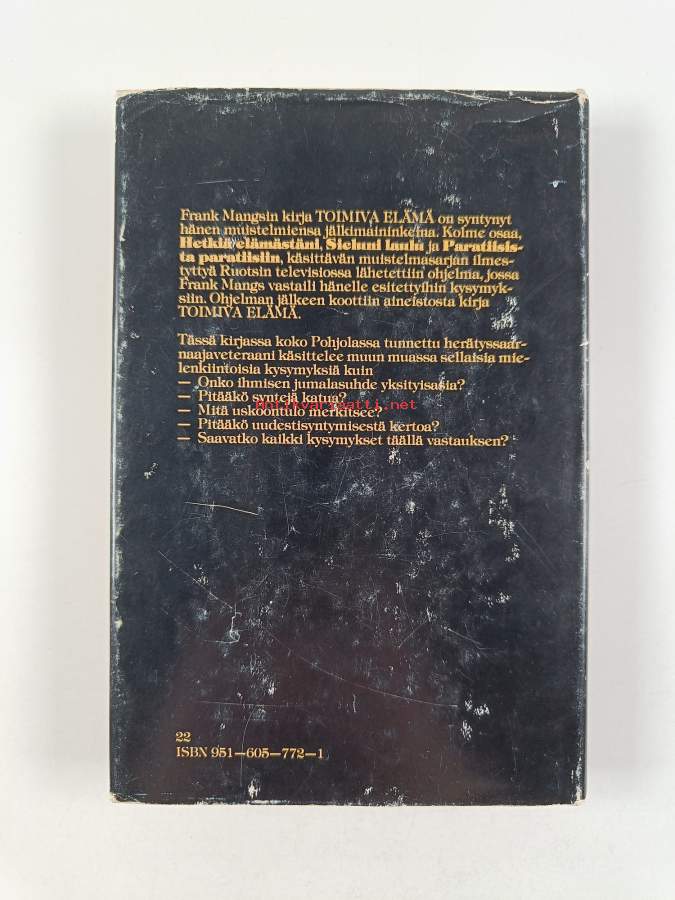 Frank Mangsin kirja TOIMIVA ELÄMÄ on syntynyt
hänen muistelmiensa jälkimaininkeina. Kolme osaa,
Hetkiä elämästäni, Sieluni laulu ja Paratiisis-
ta paratiisiin, käsittävän muistelmasarjan ilmes-
tyttyä Ruotsin televisiossa lähetettiin ohjelma, jossa
Frank Mangs vastaili hänelle esitettyihin kysymyk-
siin. Ohjelman jälkeen koottiin aineistosta kirja
TOIMIVA ELÄMÄ.
Tässä kirjassa koko Pohjolassa tunnettu herätyssaar-
naajaveteraani käsittelee muun muassa sellaisia mie-
lenkiintoisia kysymyksiä kuin
— Onko ihmisen jumalasuhde yksityisasia?
— Pitääkö syntejä katua?
antikvariaatti.net
— Mitä uskoontulo merkitsee?
— Pitääkö uudestisyntymisestä kertoa?
— Saavatko kaikki kysymykset täällä vastauksen?
22
ISBN 951—605—772—1